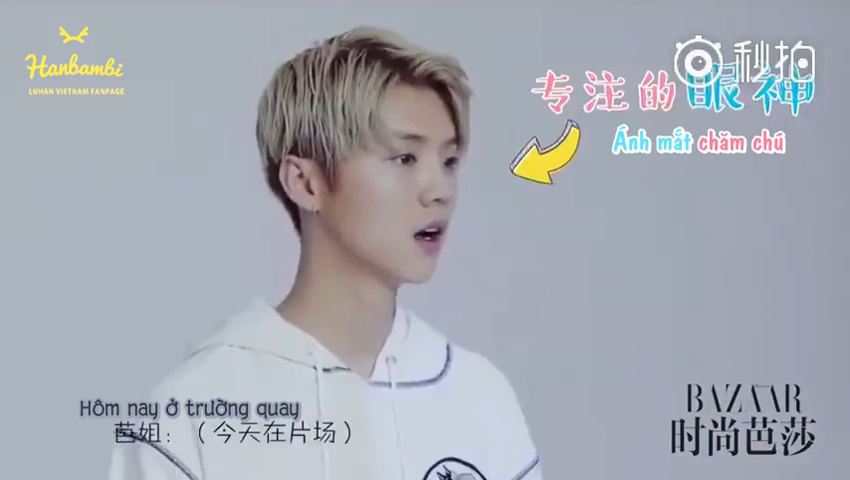 Hanbambi
LUHAN VIETNAM FANPAGE
秒拍
专注的眼神
Ánh mắt chăm chú
Hôm nay ở trường quay
芭姐：（今天在片场）
BAZAAR
时尚芭莎